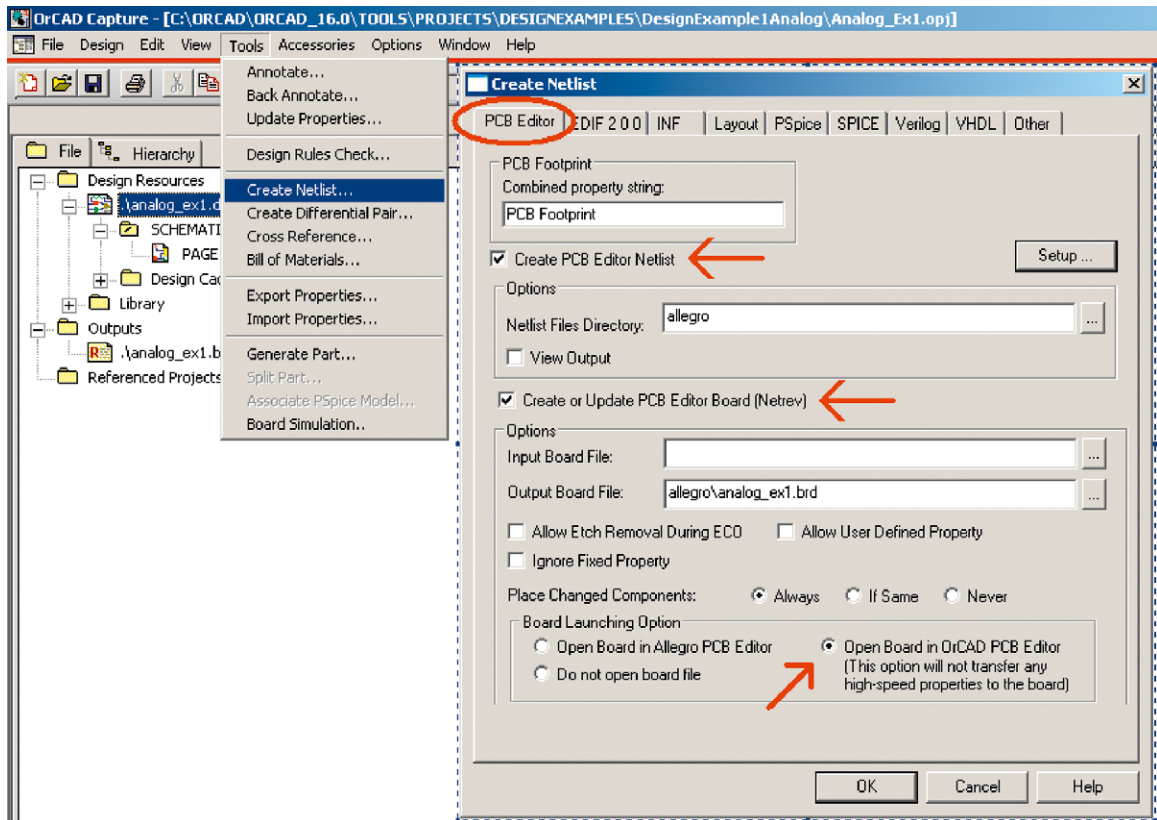 OrCAD Capture - [C:\ORCAD\ORCAD_16.0\TOOLS\PROJECTS\DESIGNEXAMPLES\DesignExample1Analog\Analog_Ex1.opj]
File Design Edit View Tools Accessories Options Window Help
Annotate...
Back Annotate...
Update Properties...
Design Rules Check...
Create Netlist...
Create Differential Pair...
Cross Reference...
Bill of Materials...
Export Properties...
Import Properties...
Generate Part...
Split Part...
Associate PSpice Model...
Board Simulation..
File Hierarchy
Design Resources
.\analog_ex1.d
SCHEMATI
PAGE
Design Cac
Library
Outputs
.\analog_ex1.b
Referenced Projects
Create Netlist
PCB Editor EDIF 2 0 0 INF Layout PSpice SPICE Verilog VHDL Other
PCB Footprint
Combined property string:
PCB Footprint
Create PCB Editor Netlist
Setup ...
Options
Netlist Files Directory: allegro ...
View Output
Create or Update PCB Editor Board (Netrev)
Options
Input Board File: ...
Output Board File: allegro\analog_ex1.brd ...
Allow Etch Removal During ECO Allow User Defined Property
Ignore Fixed Property
Place Changed Components: Always If Same Never
Board Launching Option
Open Board in Allegro PCB Editor
Do not open board file
Open Board in OrCAD PCB Editor
(This option will not transfer any
high-speed properties to the board)
OK Cancel Help